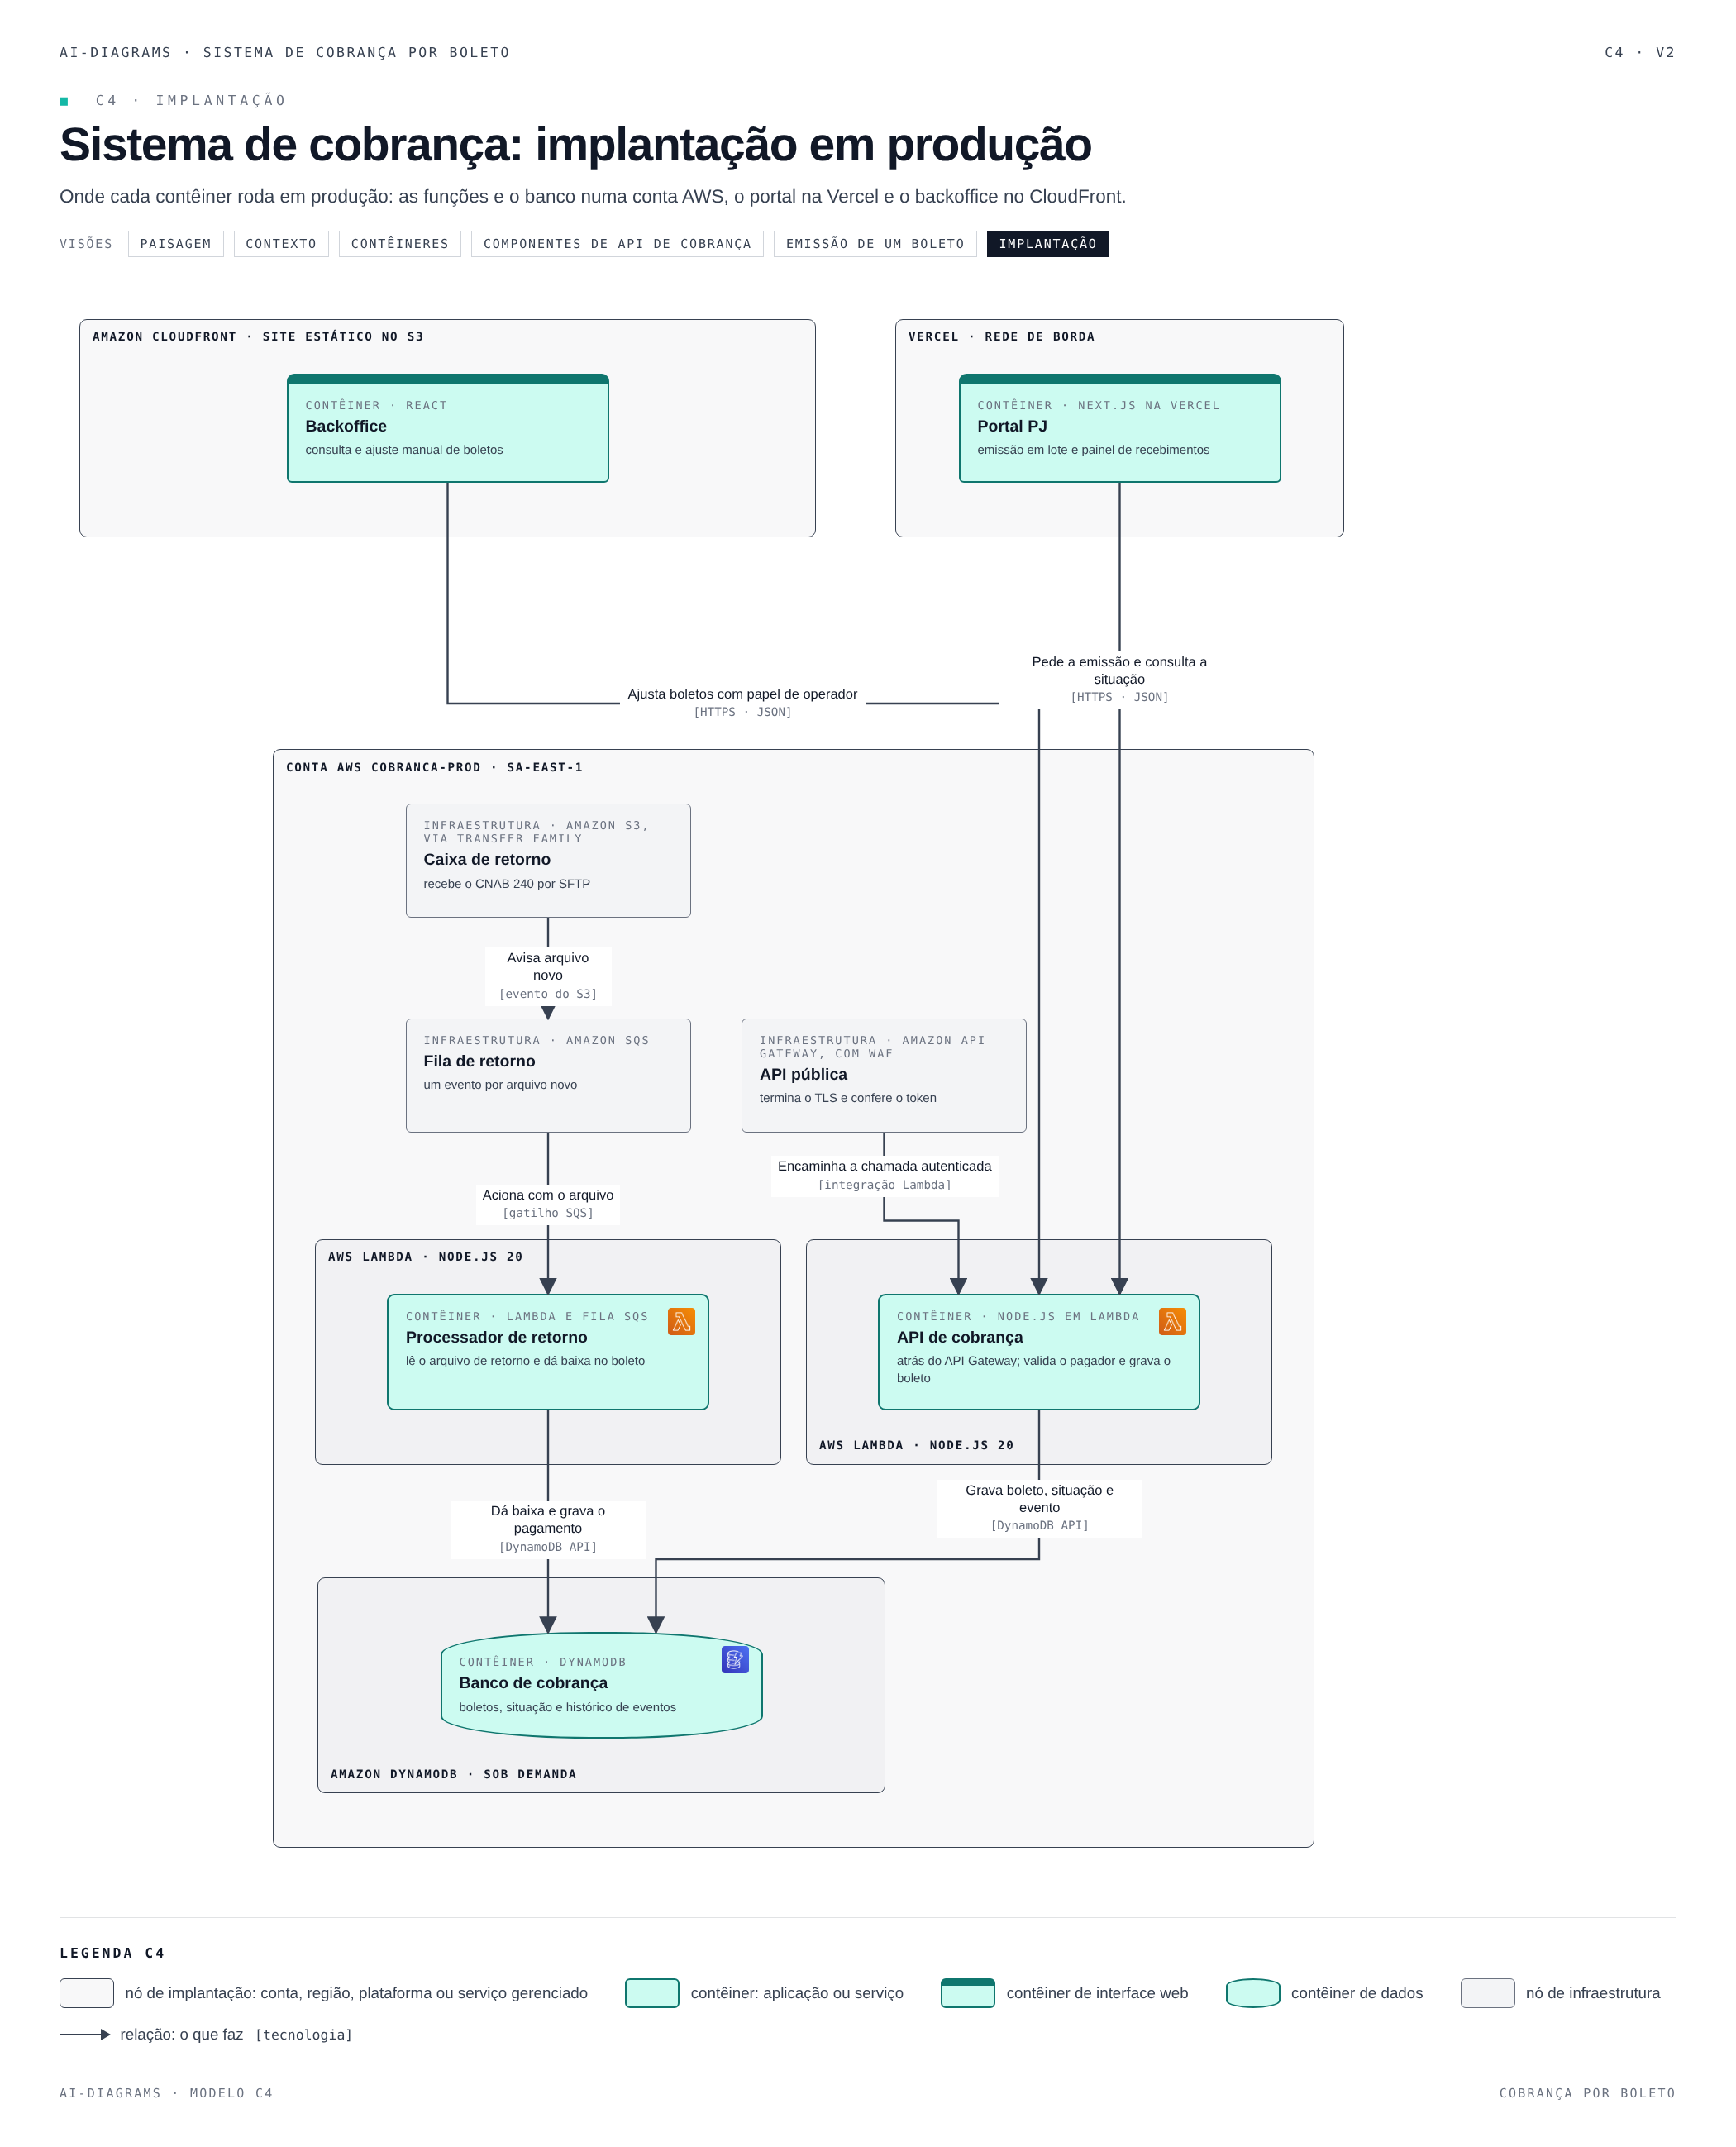 AI-DIAGRAMS · SISTEMA DE COBRANÇA POR BOLETO
C4 · V2
C4 · IMPLANTAÇÃO
Sistema de cobrança: implantação em produção
Onde cada contêiner roda em produção: as funções e o banco numa conta AWS, o portal na Vercel e o backoffice no CloudFront.
VISÕES
PAISAGEM
CONTEXTO
CONTÊINERES
COMPONENTES DE API DE COBRANÇA
EMISSÃO DE UM BOLETO
IMPLANTAÇÃO
AMAZON CLOUDFRONT · SITE ESTÁTICO NO S3
CONTÊINER · REACT
Backoffice
consulta e ajuste manual de boletos
VERCEL · REDE DE BORDA
CONTÊINER · NEXT.JS NA VERCEL
Portal PJ
emissão em lote e painel de recebimentos
Pede a emissão e consulta a
situação
[HTTPS · JSON]
Ajusta boletos com papel de operador
[HTTPS · JSON]
CONTA AWS COBRANCA-PROD · SA-EAST-1
INFRAESTRUTURA · AMAZON S3,
VIA TRANSFER FAMILY
Caixa de retorno
recebe o CNAB 240 por SFTP
Avisa arquivo
novo
[evento do S3]
INFRAESTRUTURA · AMAZON SQS
Fila de retorno
um evento por arquivo novo
INFRAESTRUTURA · AMAZON API
GATEWAY, COM WAF
API pública
termina o TLS e confere o token
Encaminha a chamada autenticada
[integração Lambda]
Aciona com o arquivo
[gatilho SQS]
AWS LAMBDA · NODE.JS 20
CONTÊINER · LAMBDA E FILA SQS
Processador de retorno
lê o arquivo de retorno e dá baixa no boleto
CONTÊINER · NODE.JS EM LAMBDA
API de cobrança
atrás do API Gateway; valida o pagador e grava o
boleto
AWS LAMBDA · NODE.JS 20
Grava boleto, situação e
evento
[DynamoDB API]
Dá baixa e grava o
pagamento
[DynamoDB API]
CONTÊINER · DYNAMODB
Banco de cobrança
boletos, situação e histórico de eventos
AMAZON DYNAMODB · SOB DEMANDA
LEGENDA C4
nó de implantação: conta, região, plataforma ou serviço gerenciado
contêiner: aplicação ou serviço
contêiner de interface web
contêiner de dados
nó de infraestrutura
relação: o que faz [tecnologia]
AI-DIAGRAMS · MODELO C4
COBRANÇA POR BOLETO